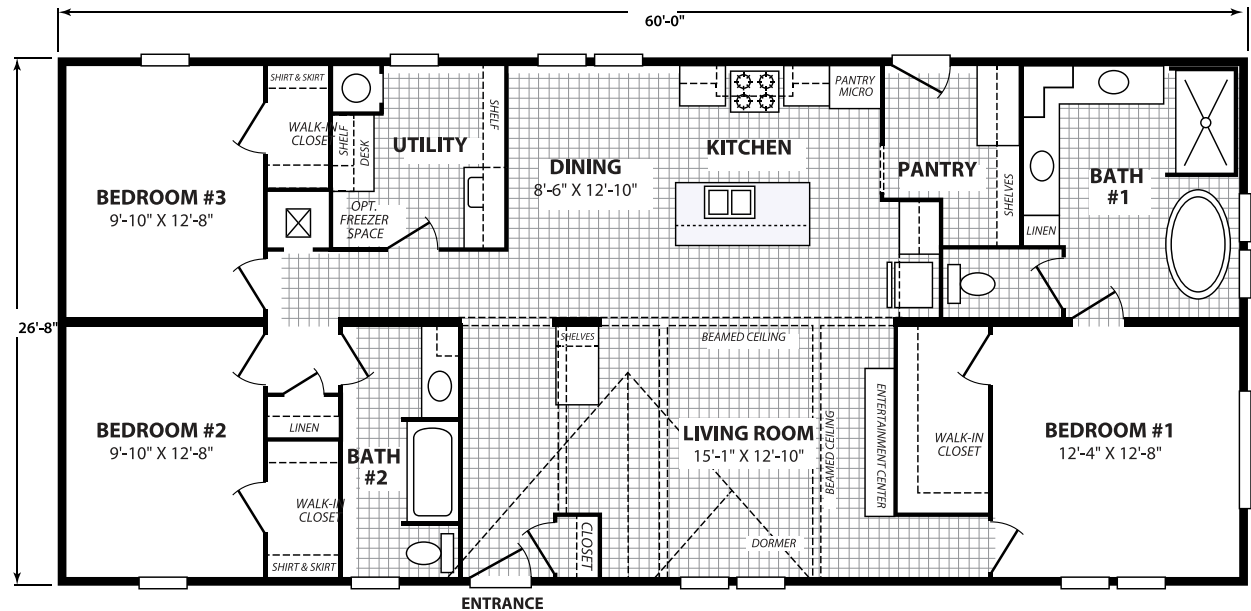 60'-0"
26'-8"
BEDROOM #3
9'-10" X 12'-8"
SHIRT & SKIRT
WALK-IN
CLOSET
SHELF
DESK
UTILITY
SHELF
OPT.
FREEZER
SPACE
DINING
8'-6" X 12'-10"
KITCHEN
PANTRY
MICRO
PANTRY
SHELVES
BATH
#1
LINEN
BEDROOM #2
9'-10" X 12'-8"
LINEN
WALK-IN
CLOSET
SHIRT & SKIRT
BATH
#2
SHELVES
CLOSET
ENTRANCE
BEAMED CEILING
LIVING ROOM
15'-1" X 12'-10"
BEAMED CEILING
DORMER
ENTERTAINMENT CENTER
WALK-IN
CLOSET
BEDROOM #1
12'-4" X 12'-8"